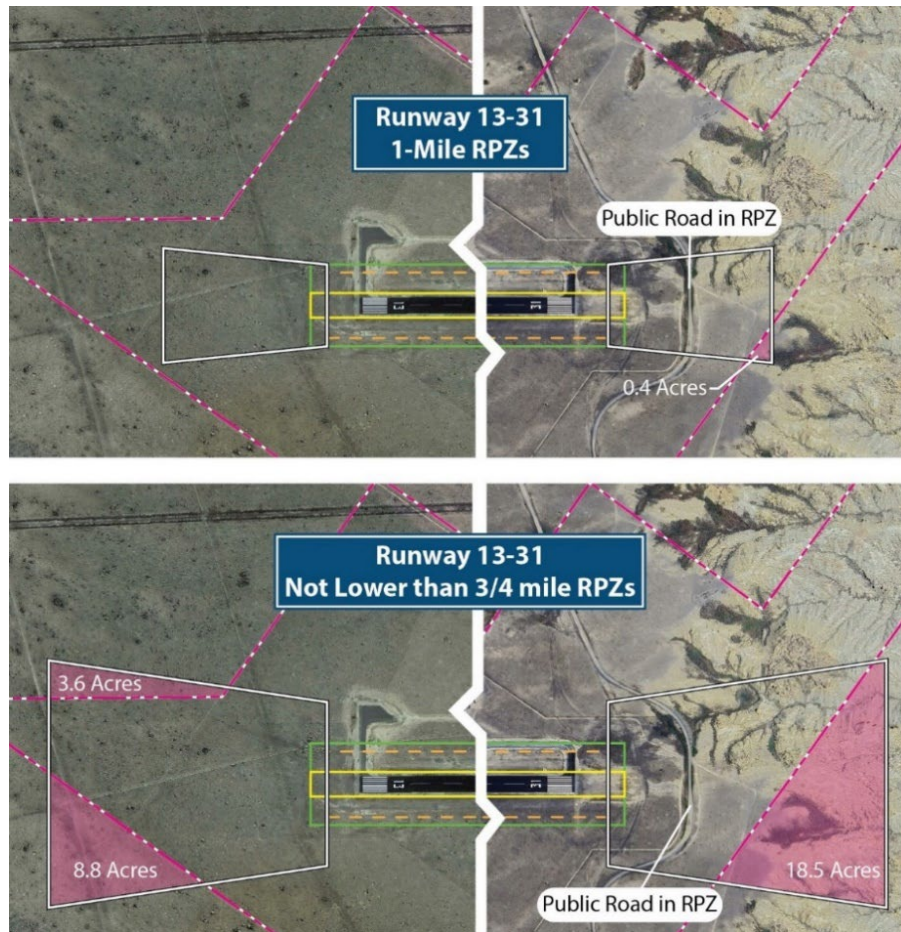 Runway 13-31
1-Mile RPZs
Public Road in RPZ
0.4 Acres
Runway 13-31
Not Lower than 3/4 mile RPZs
3.6 Acres
8.8 Acres
18.5 Acres
Public Road in RPZ